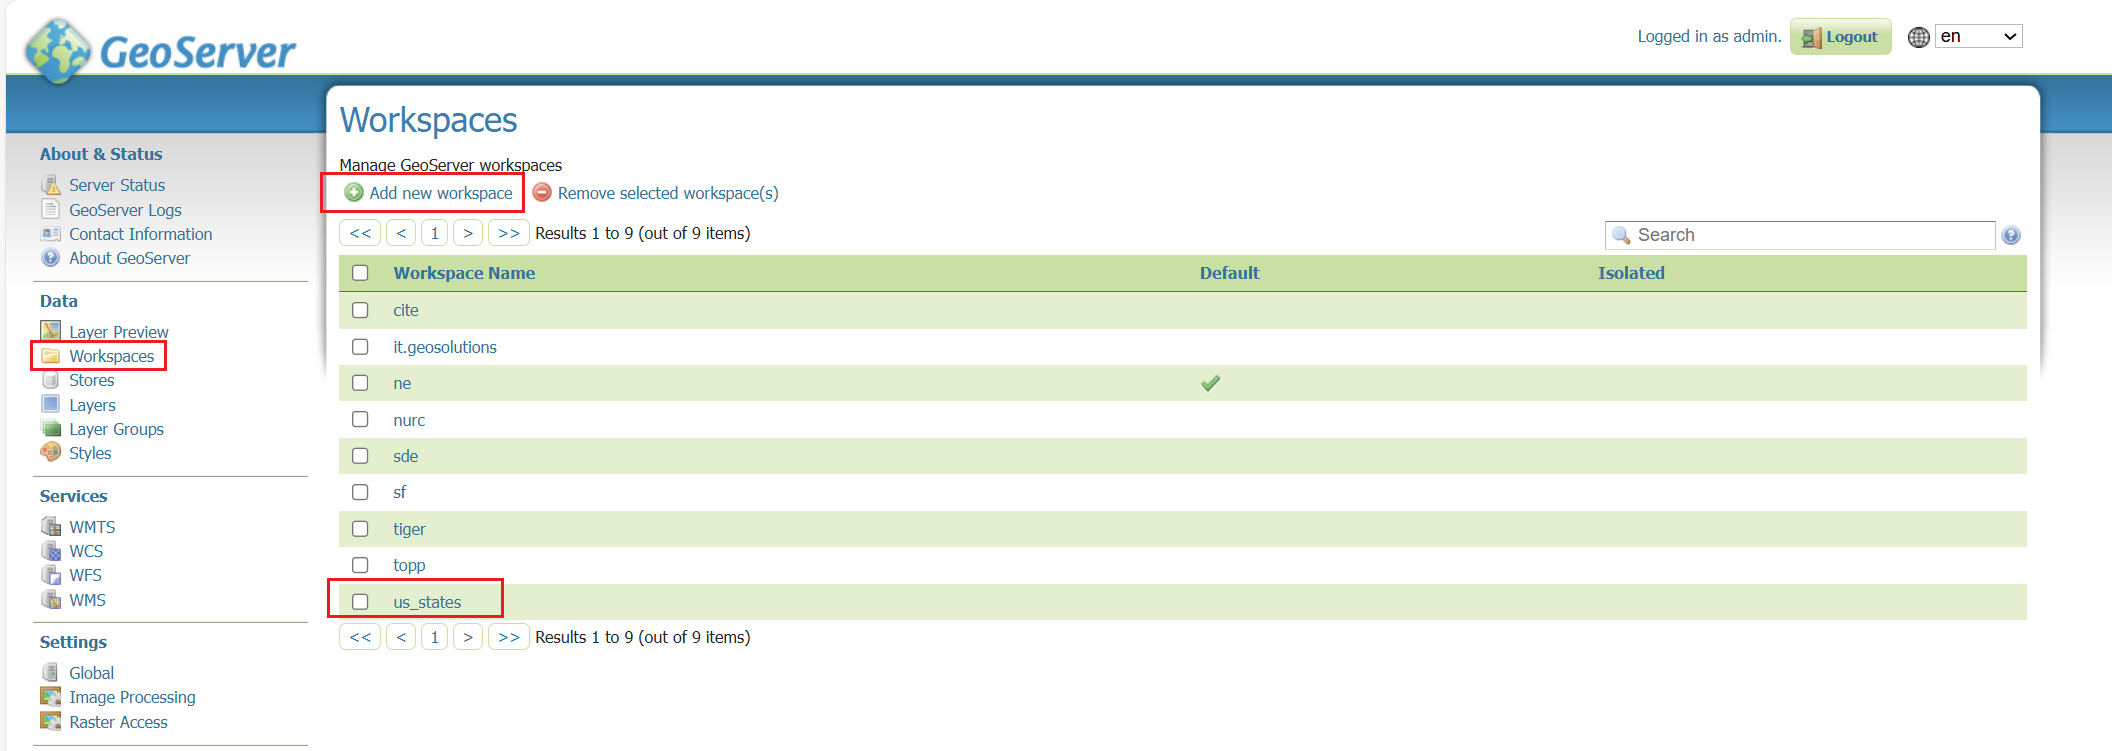 GeoServer
Logged in as admin. Logout en
Workspaces
Manage GeoServer workspaces
Add new workspace Remove selected workspace(s)
<< < 1 > >> Results 1 to 9 (out of 9 items) Search
Workspace Name Default Isolated
cite
it.geosolutions
ne
nurc
sde
sf
tiger
topp
us_states
<< < 1 > >> Results 1 to 9 (out of 9 items)
About & Status
Server Status
GeoServer Logs
Contact Information
About GeoServer
Data
Layer Preview
Workspaces
Stores
Layers
Layer Groups
Styles
Services
WMTS
WCS
WFS
WMS
Settings
Global
Image Processing
Raster Access